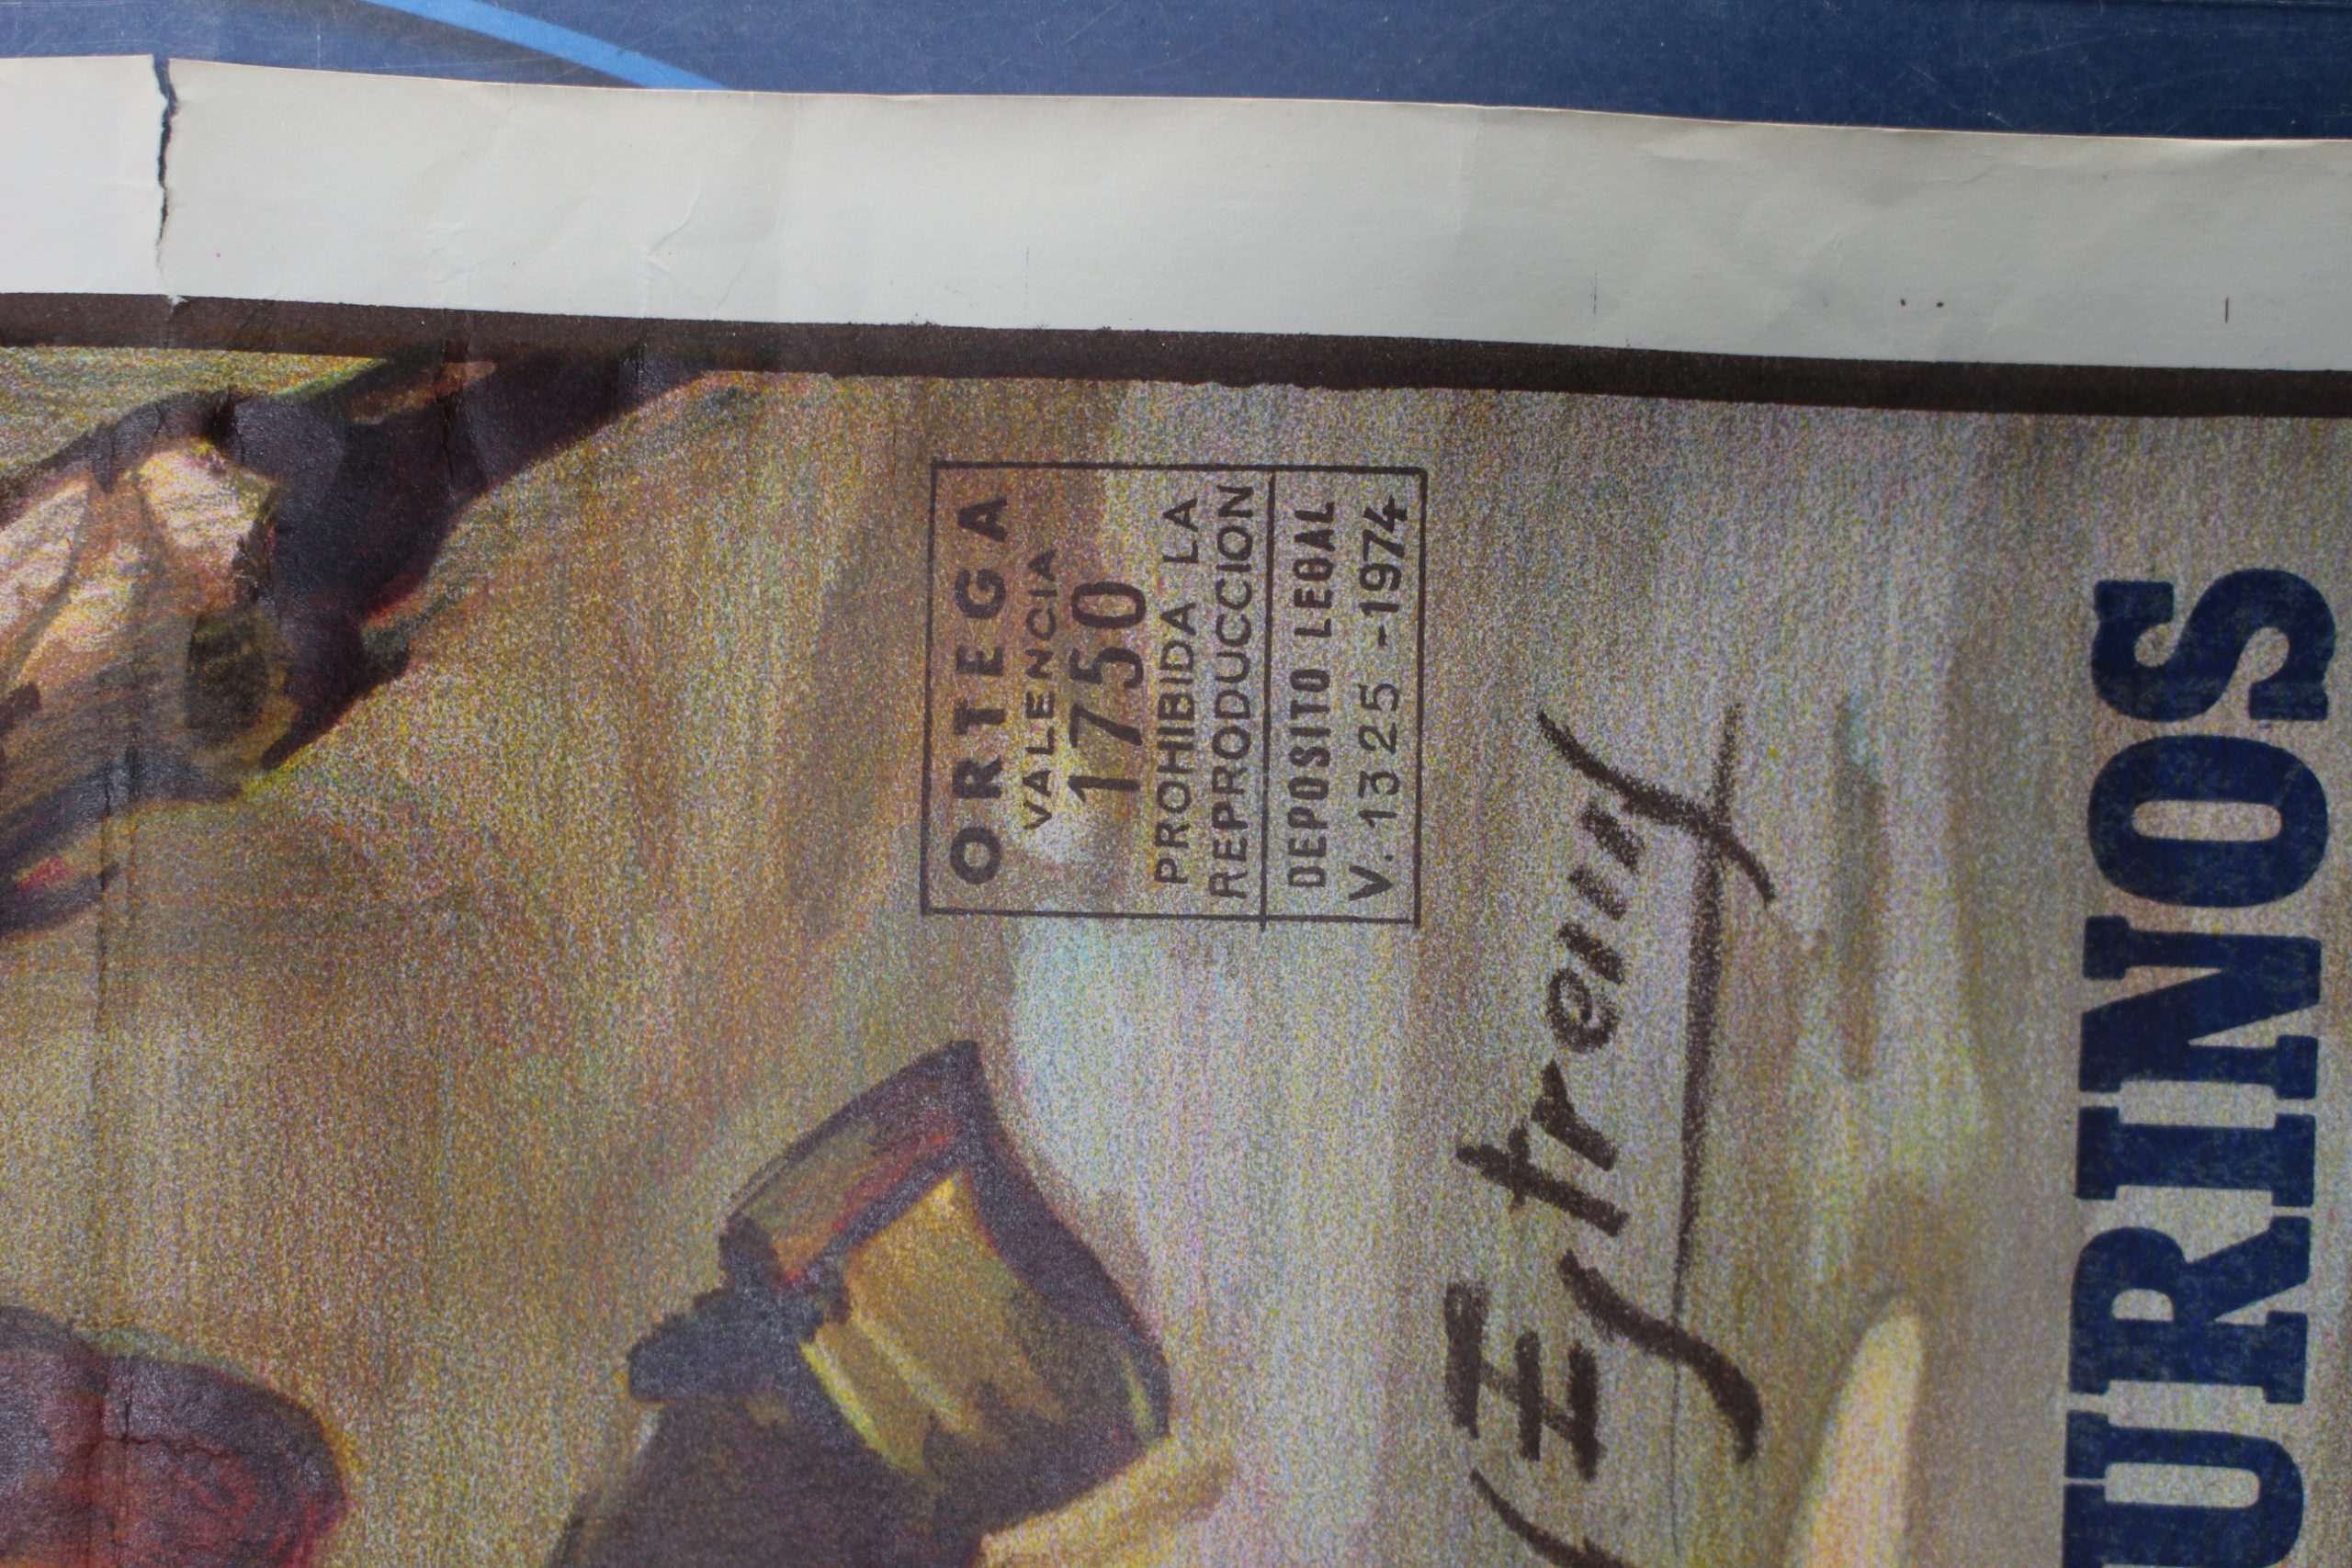 ORTEGA
VALENCIA
1750
PROHIBIDA LA
REPRODUCCION
DEPOSITO LEGAL
V. 1325 - 1974
URINOS